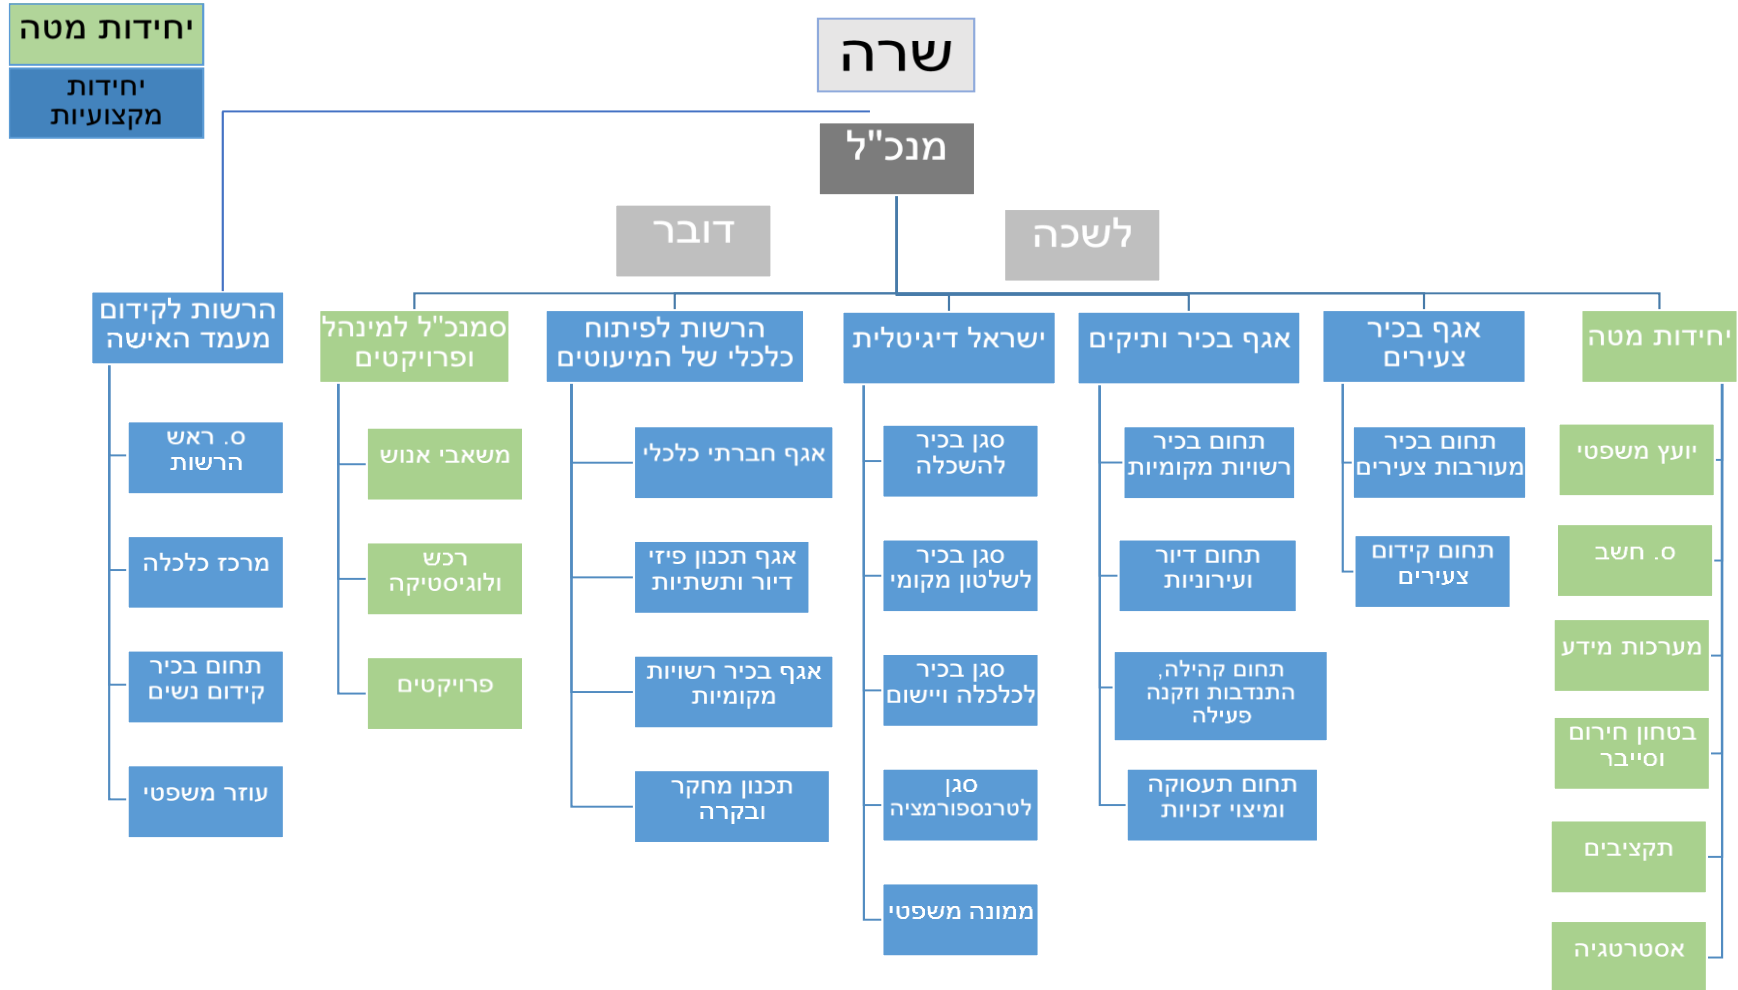 יחידות מטה
יחידות
מקצועיות
שרה
מנכ"ל
דובר
לשכה
יחידות מטה
יועץ משפטי
ס. חשב
מערכות מידע
בטחון חירום
וסייבר
תקציבים
אסטרטגיה
אגף בכיר
צעירים
תחום בכיר
מעורבות צעירים
תחום קידום
צעירים
אגף בכיר ותיקים
תחום בכיר
רשויות מקומיות
תחום דיור
ועירוניות
תחום קהילה,
התנדבות וזקנה
פעילה
תחום תעסוקה
ומיצוי זכויות
ישראל דיגיטלית
סגן בכיר
להשכלה
סגן בכיר
לשלטון מקומי
סגן בכיר
לכלכלה ויישום
סגן
לטרנספורמציה
ממונה משפטי
הרשות לפיתוח
כלכלי של המיעוטים
אגף חברתי כלכלי
אגף תכנון פיזי
דיור ותשתיות
אגף בכיר רשויות
מקומיות
תכנון מחקר
ובקרה
סמנכ"ל למינהל
ופרויקטים
משאבי אנוש
רכש
ולוגיסטיקה
פרויקטים
הרשות לקידום
מעמד האישה
ס. ראש
הרשות
מרכז כלכלה
תחום בכיר
קידום נשים
עוזר משפטי